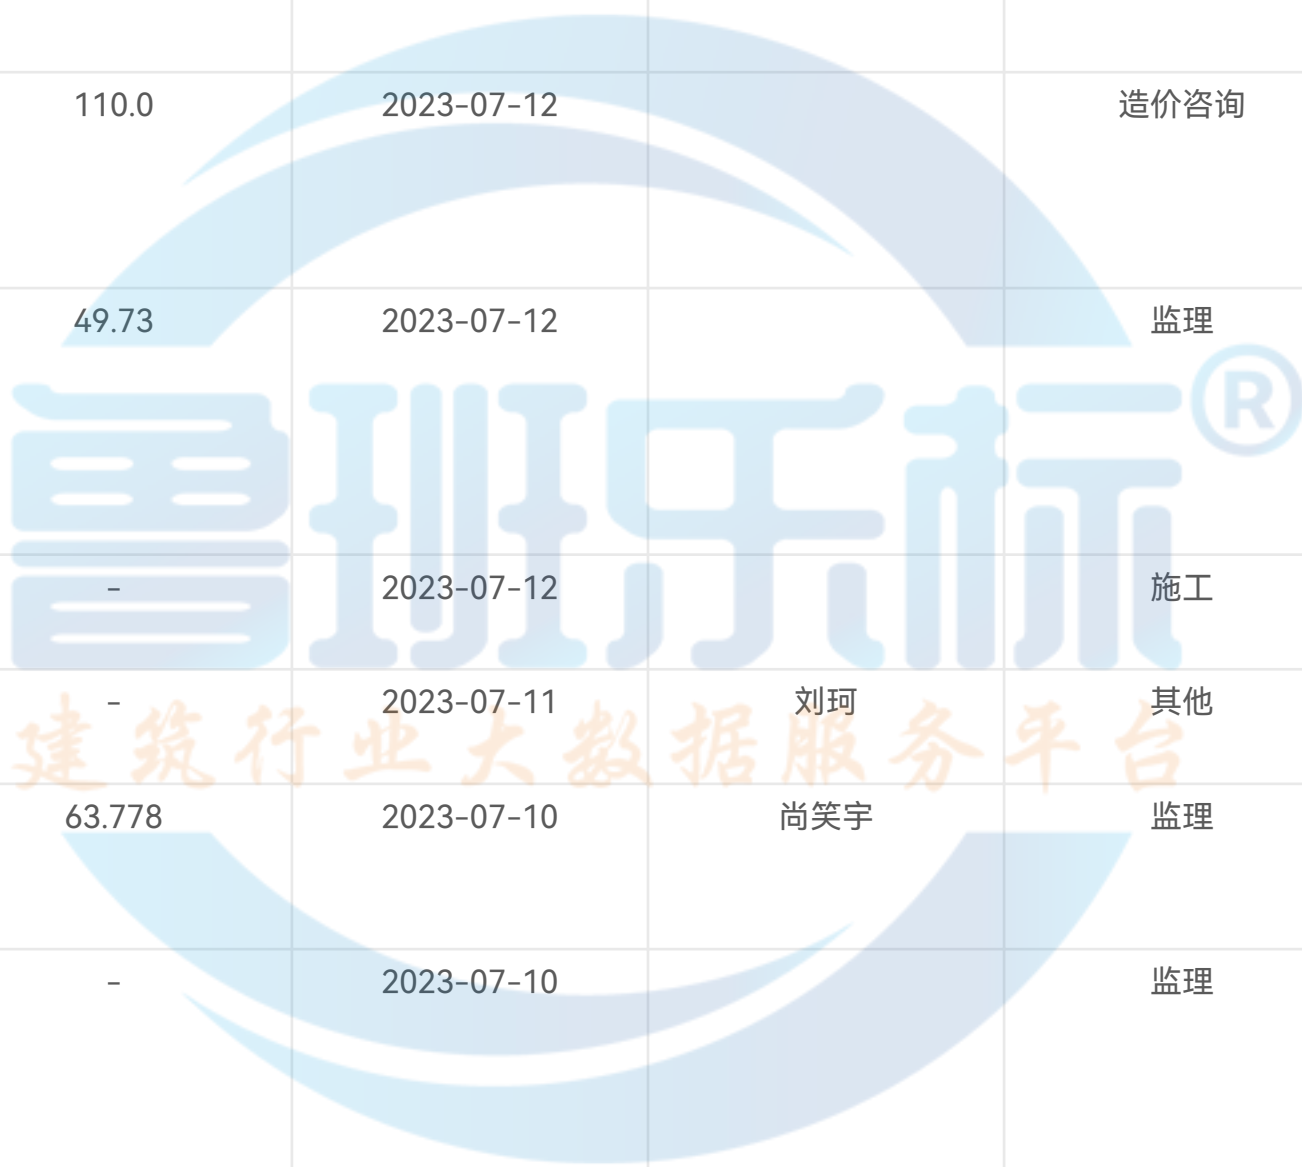 110.0 2023-07-12 造价咨询
49.73 2023-07-12 监理
鲁班乐标®
- 2023-07-12 施工
- 2023-07-11 刘珂 其他
建筑行业大数据服务平台
63.778 2023-07-10 尚笑宇 监理
- 2023-07-10 监理